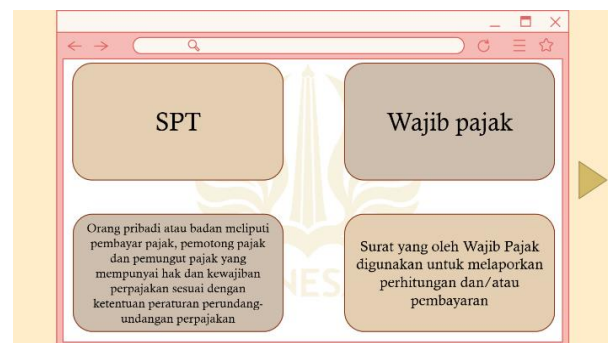 SPT
Wajib pajak
Orang pribadi atau badan meliputi
pembayar pajak, pemotong pajak
dan pemungut pajak yang
mempunyai hak dan kewajiban
perpajakan sesuai dengan
ketentuan peraturan perundang-
undangan perpajakan
Surat yang oleh Wajib Pajak
digunakan untuk melaporkan
perhitungan dan/atau
pembayaran